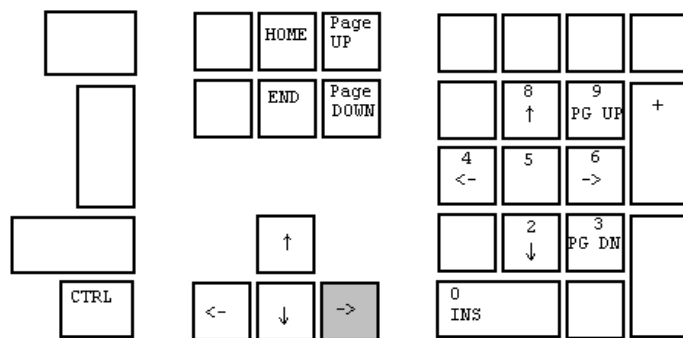 HOME
Page
UP
END
Page
DOWN
8
↑
9
PG UP
+
4
<-
5
6
->
↑
2
↓
3
PG DN
CTRL
<-
↓
->
0
INS